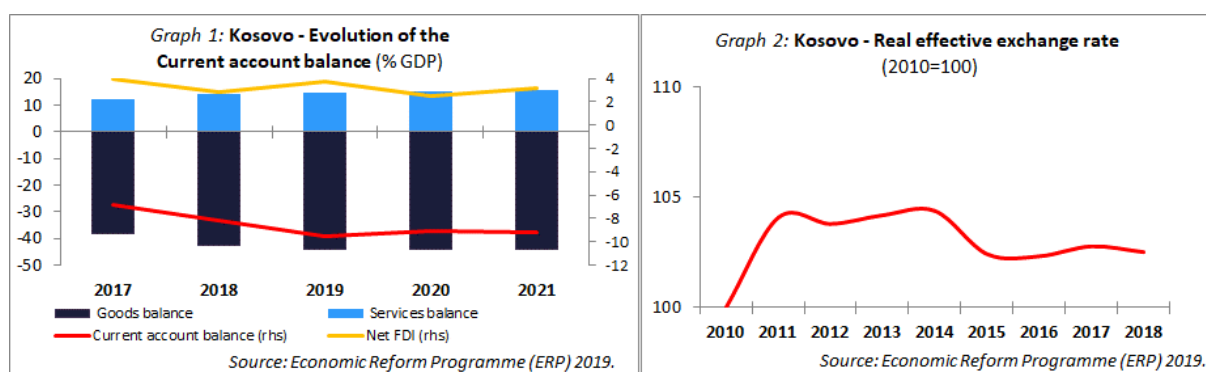 Graph 1: Kosovo - Evolution of the
Current account balance (% GDP)
20
10
0
-10
-20
-30
-40
-50
4
2
0
-2
-4
-6
-8
-10
-12
2017 2018 2019 2020 2021
Goods balance Services balance
Current account balance (rhs) Net FDI (rhs)
Source: Economic Reform Programme (ERP) 2019.
Graph 2: Kosovo - Real effective exchange rate
(2010=100)
110
105
100
2010 2011 2012 2013 2014 2015 2016 2017 2018
Source: Economic Reform Programme (ERP) 2019.